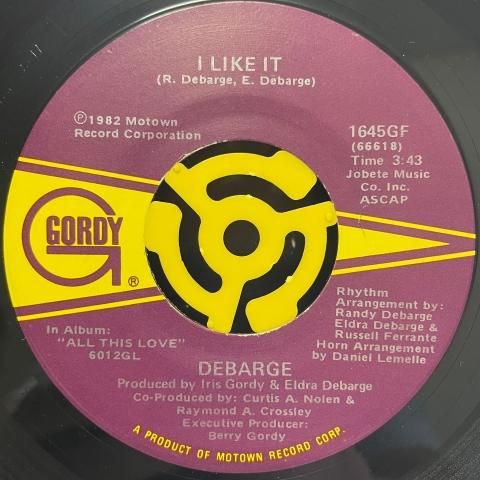 I LIKE IT
(R. Debarge, E. Debarge)
Ⓟ1982 Motown
Record Corporation
1645GF
(66618)
Time 3:43
Jobete Music
Co. Inc.
ASCAP
G
GORDY
®
In Album:
"ALL THIS LOVE"
6012GL
Rhythm
Arrangement by:
Randy Debarge
Eldra Debarge &
Russell Ferrante
Horn Arrangement
by Daniel Lemelle
DEBARGE
Produced by Iris Gordy & Eldra Debarge
Co-Produced by: Curtis A. Nolen &
Raymond A. Crossley
Executive Producer:
Berry Gordy
A PRODUCT OF MOTOWN RECORD CORP.